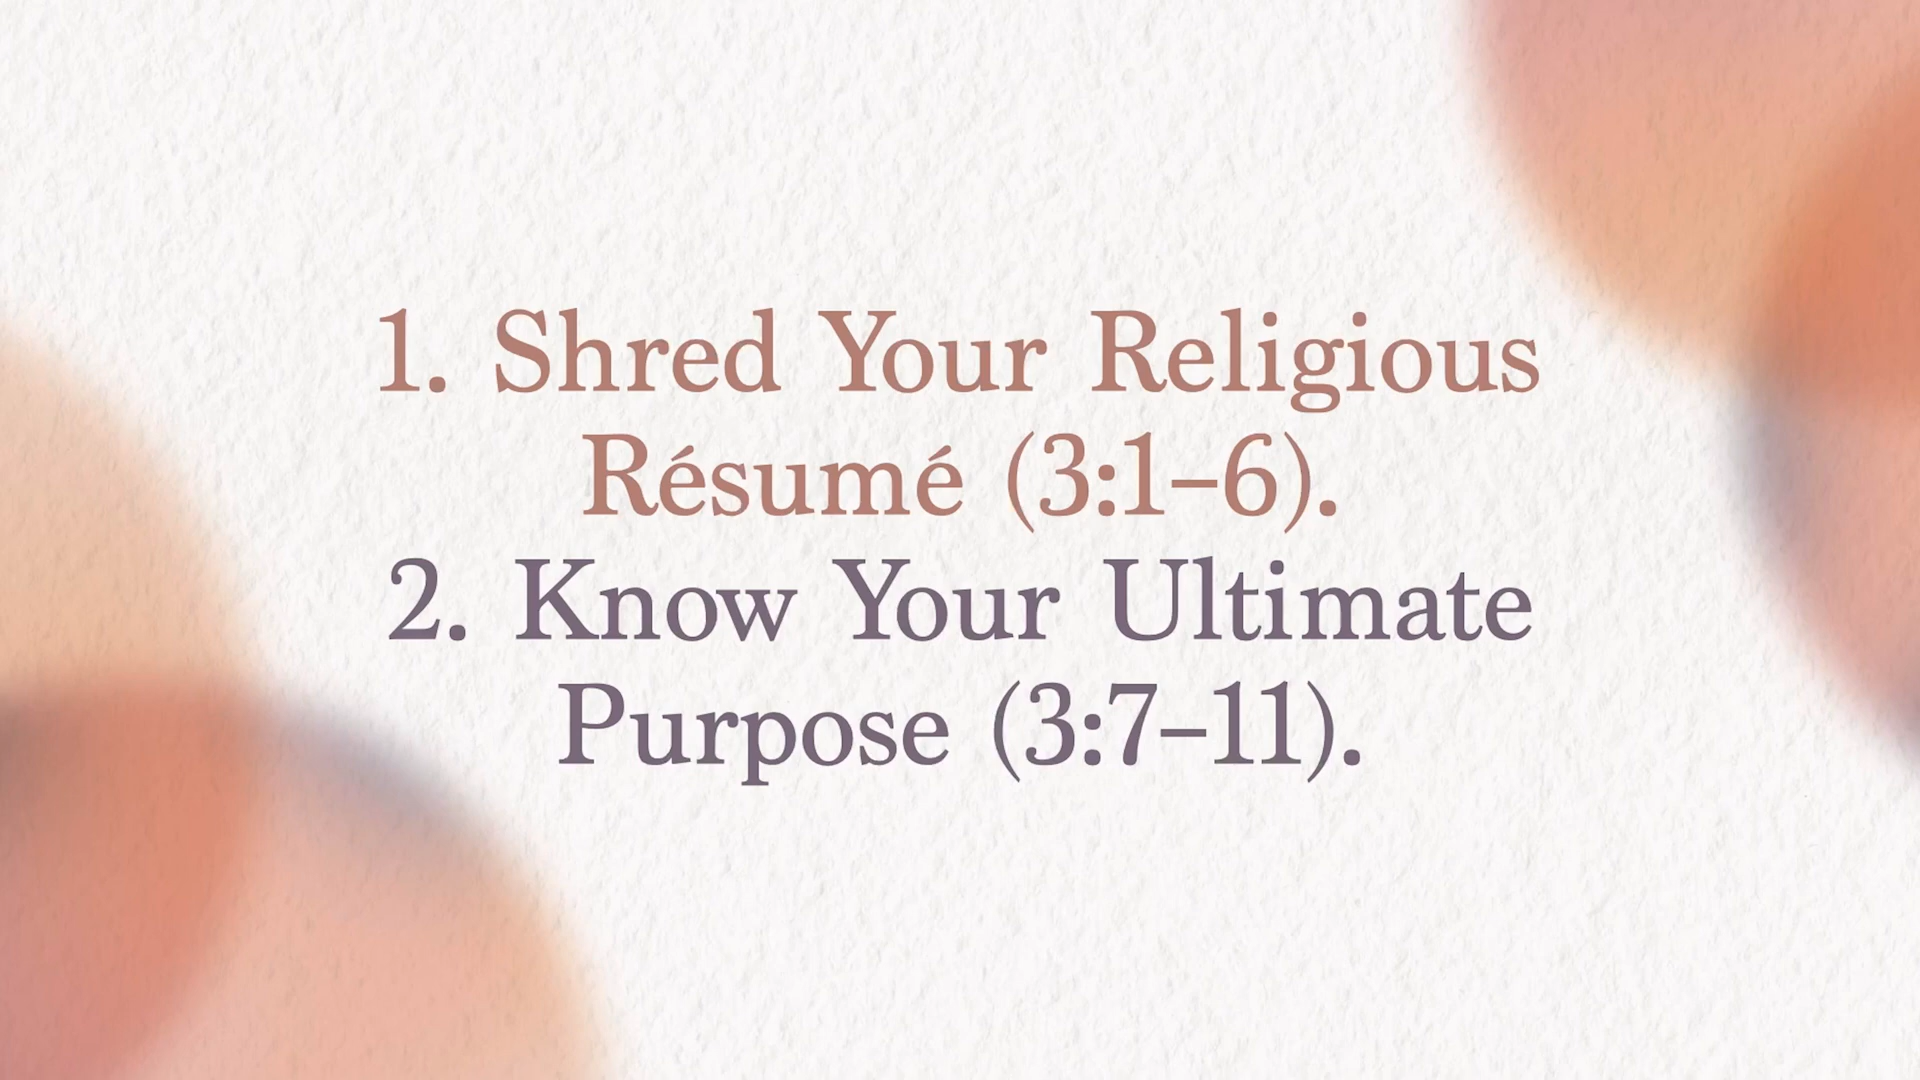 1. Shred Your Religious
Résumé (3:1–6).
2. Know Your Ultimate
Purpose (3:7–11).